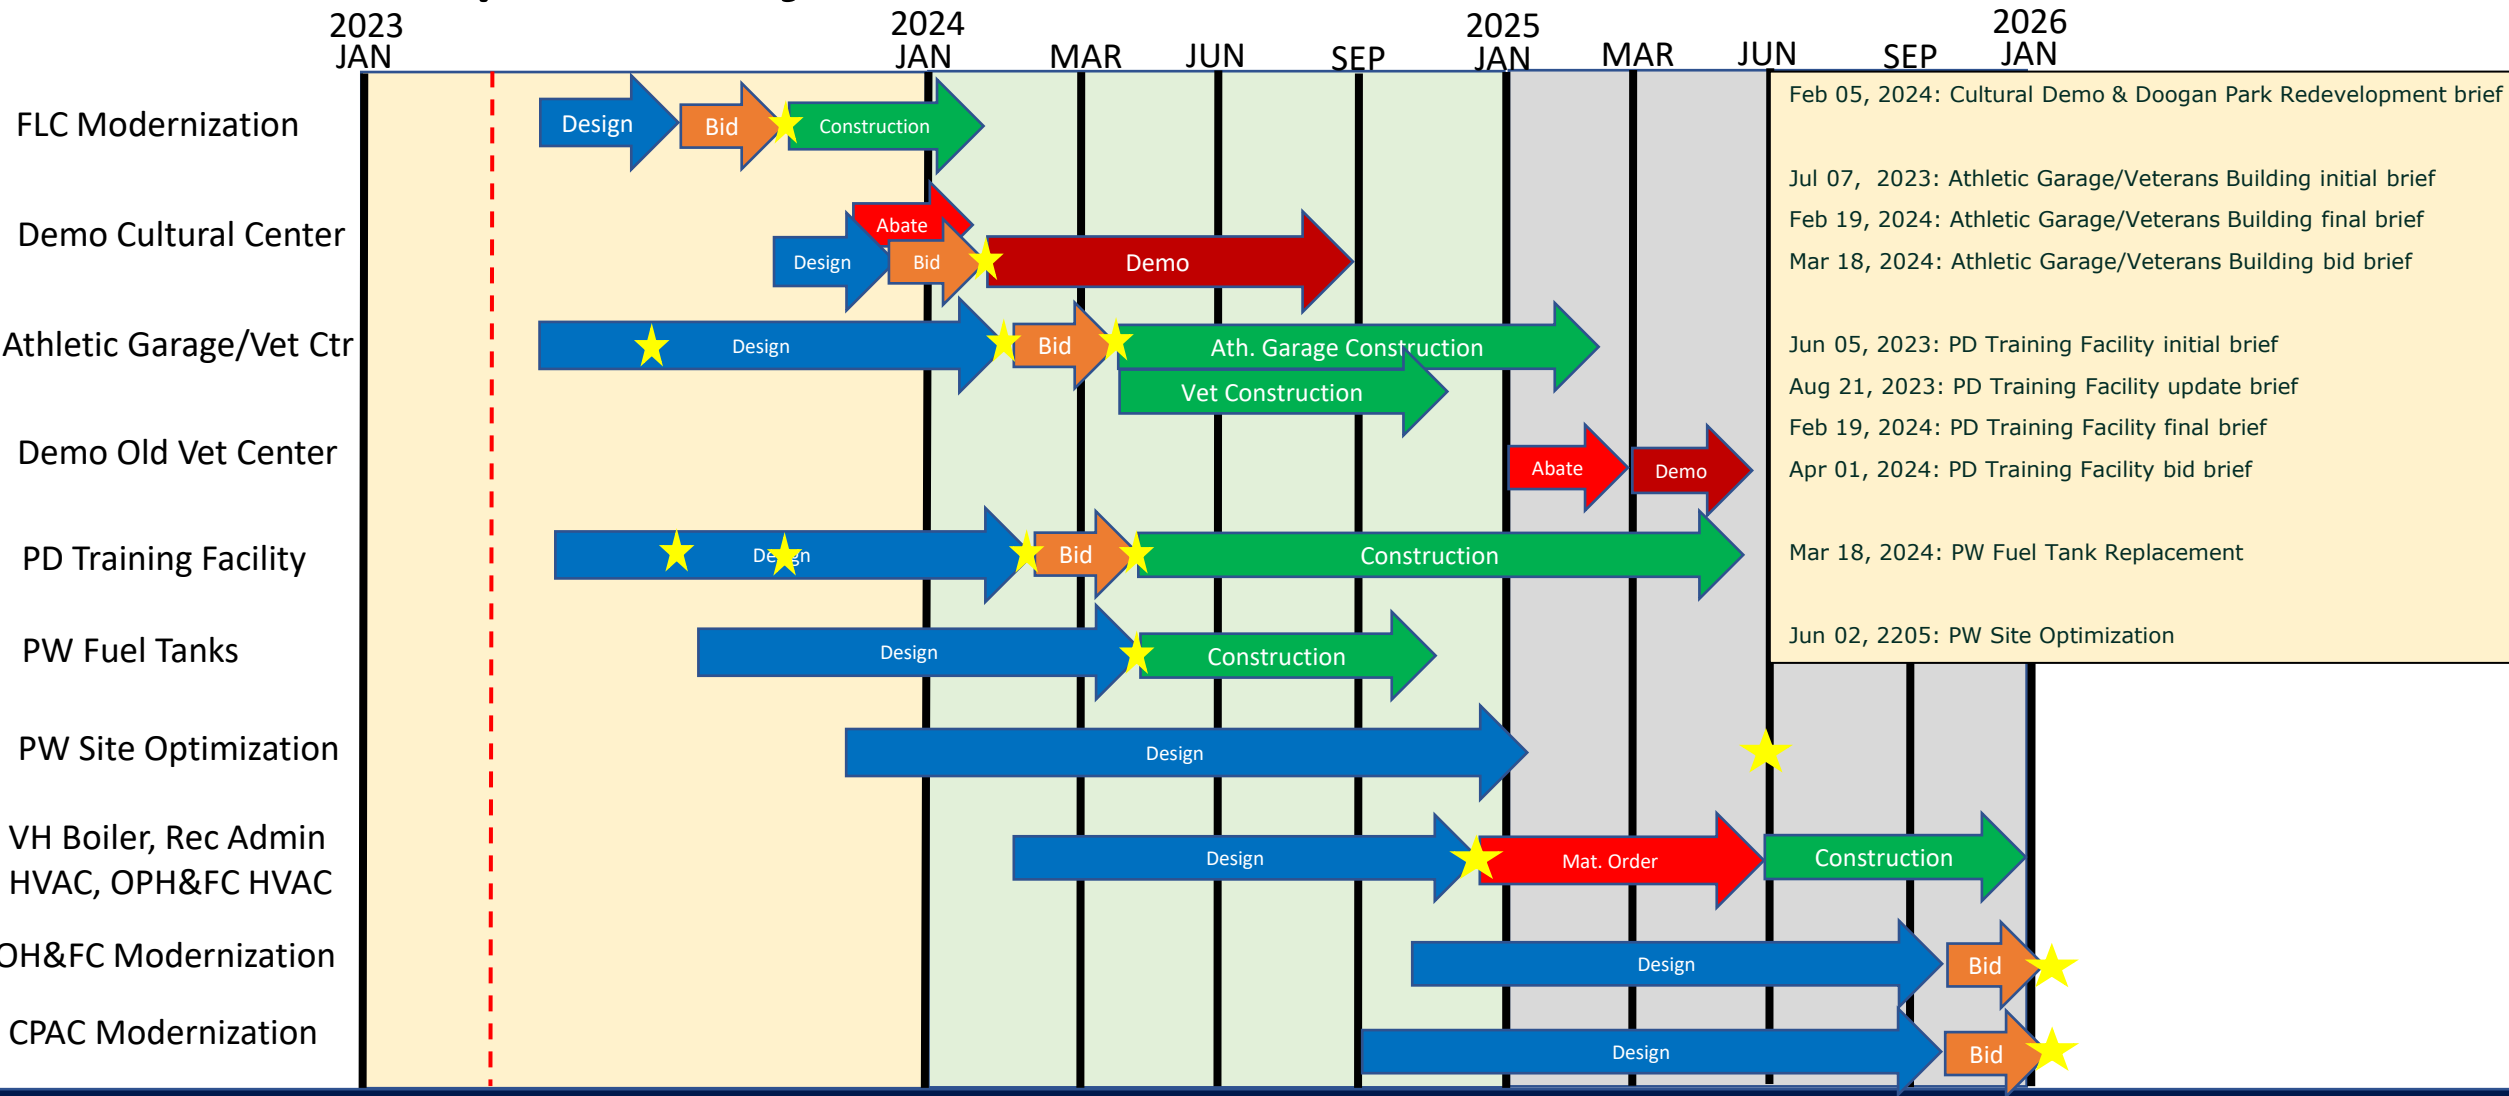 2023
JAN
2024
JAN
MAR
JUN
SEP
2025
JAN
MAR
JUN
SEP
2026
JAN
FLC Modernization
Design
Bid
Construction
Demo Cultural Center
Abate
Design
Bid
Demo
Athletic Garage/Vet Ctr
Design
Bid
Ath. Garage Construction
Vet Construction
Demo Old Vet Center
Abate
Demo
PD Training Facility
Design
Bid
Construction
PW Fuel Tanks
Design
Construction
PW Site Optimization
Design
VH Boiler, Rec Admin
HVAC, OPH&FC HVAC
Design
Mat. Order
Construction
OH&FC Modernization
Design
Bid
CPAC Modernization
Design
Bid
Feb 05, 2024: Cultural Demo & Doogan Park Redevelopment brief
Jul 07,  2023: Athletic Garage/Veterans Building initial brief
Feb 19, 2024: Athletic Garage/Veterans Building final brief
Mar 18, 2024: Athletic Garage/Veterans Building bid brief
Jun 05, 2023: PD Training Facility initial brief
Aug 21, 2023: PD Training Facility update brief
Feb 19, 2024: PD Training Facility final brief
Apr 01, 2024: PD Training Facility bid brief
Mar 18, 2024: PW Fuel Tank Replacement
Jun 02, 2205: PW Site Optimization